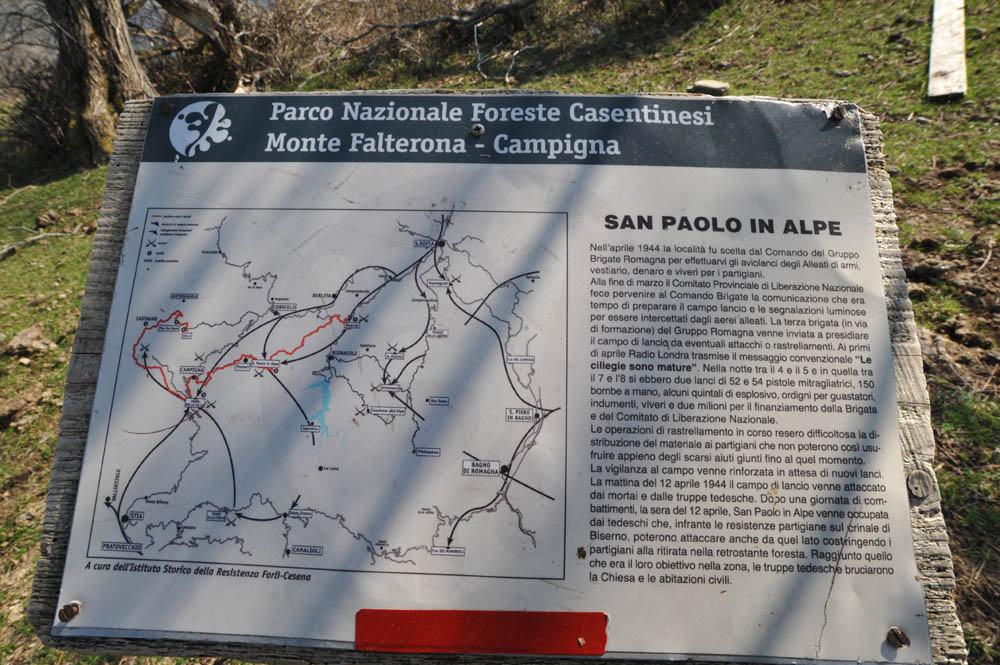 Parco Nazionale Foreste Casentinesi
Monte Falterona - Campigna
SAN PAOLO IN ALPE
Nell'aprile 1944 la località fu scelta dal Comando del Gruppo
Brigate Romagna per effettuarvi gli aviolanci degli Alleati di armi,
vestiario, denaro e viveri per i partigiani.
Alla fine di marzo il Comitato Provinciale di Liberazione Nazionale
fece pervenire al Comando Brigate la comunicazione che era
tempo di preparare il campo lancio e le segnalazioni luminose
per essere intercettati dagli aerei alleati. La terza brigata (in via
di formazione) del Gruppo Romagna venne inviata a presidiare
il campo di lancio da eventuali attacchi o rastrellamenti. Ai primi
di aprile Radio Londra trasmise il messaggio convenzionale "Le
ciliegie sono mature". Nella notte tra il 4 e il 5 e in quella tra
il 7 e l'8 si ebbero due lanci di 52 e 54 pistole mitragliatrici, 150
bombe a mano, alcuni quintali di esplosivo, ordigni per guastatori,
indumenti, viveri e due milioni per il finanziamento della Brigata
e del Comitato di Liberazione Nazionale.
Le operazioni di rastrellamento in corso resero difficoltosa la di-
stribuzione del materiale ai partigiani che non poterono così usu-
fruire appieno degli scarsi aiuti giunti fino al quel momento.
La vigilanza al campo venne rinforzata in attesa di nuovi lanci.
La mattina del 12 aprile 1944 il campo di lancio venne attaccato
dai mortai e dalle truppe tedesche. Dopo una giornata di com-
battimenti, la sera del 12 aprile, San Paolo in Alpe venne occupata
dai tedeschi che, infrante le resistenze partigiane sul crinale di
Biserno, poterono attaccare anche da quel lato costringendo i
partigiani alla ritirata nella retrostante foresta. Raggiunto quello
che era il loro obiettivo nella zona, le truppe tedesche bruciarono
la Chiesa e le abitazioni civili.
S.SOFIA
BERLETA
CORNIOLO
CASTAGNO
CAMPIGNA
RIDRACOLI
S. PIERO
IN BAGNO
BAGNO
DI ROMAGNA
La Lama
Pietrapazza
STIA
PRATOVECCHIO
CAMALDOLI
A cura dell'Istituto Storico della Resistenza Forlì-Cesena